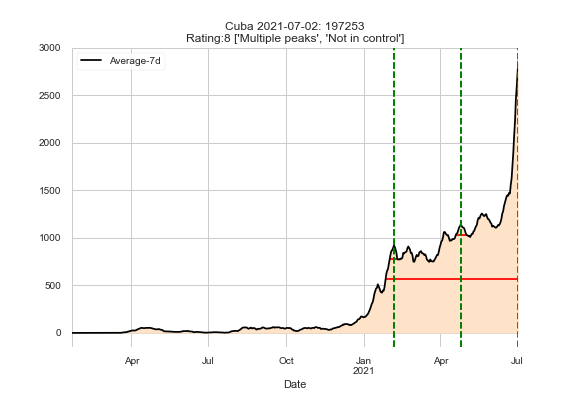 Cuba 2021-07-02: 197253
Rating:8 ['Multiple peaks', 'Not in control']
Average-7d
3000
2500
2000
1500
1000
500
0
Apr
Jul
Oct
Jan
2021
Apr
Jul
Date